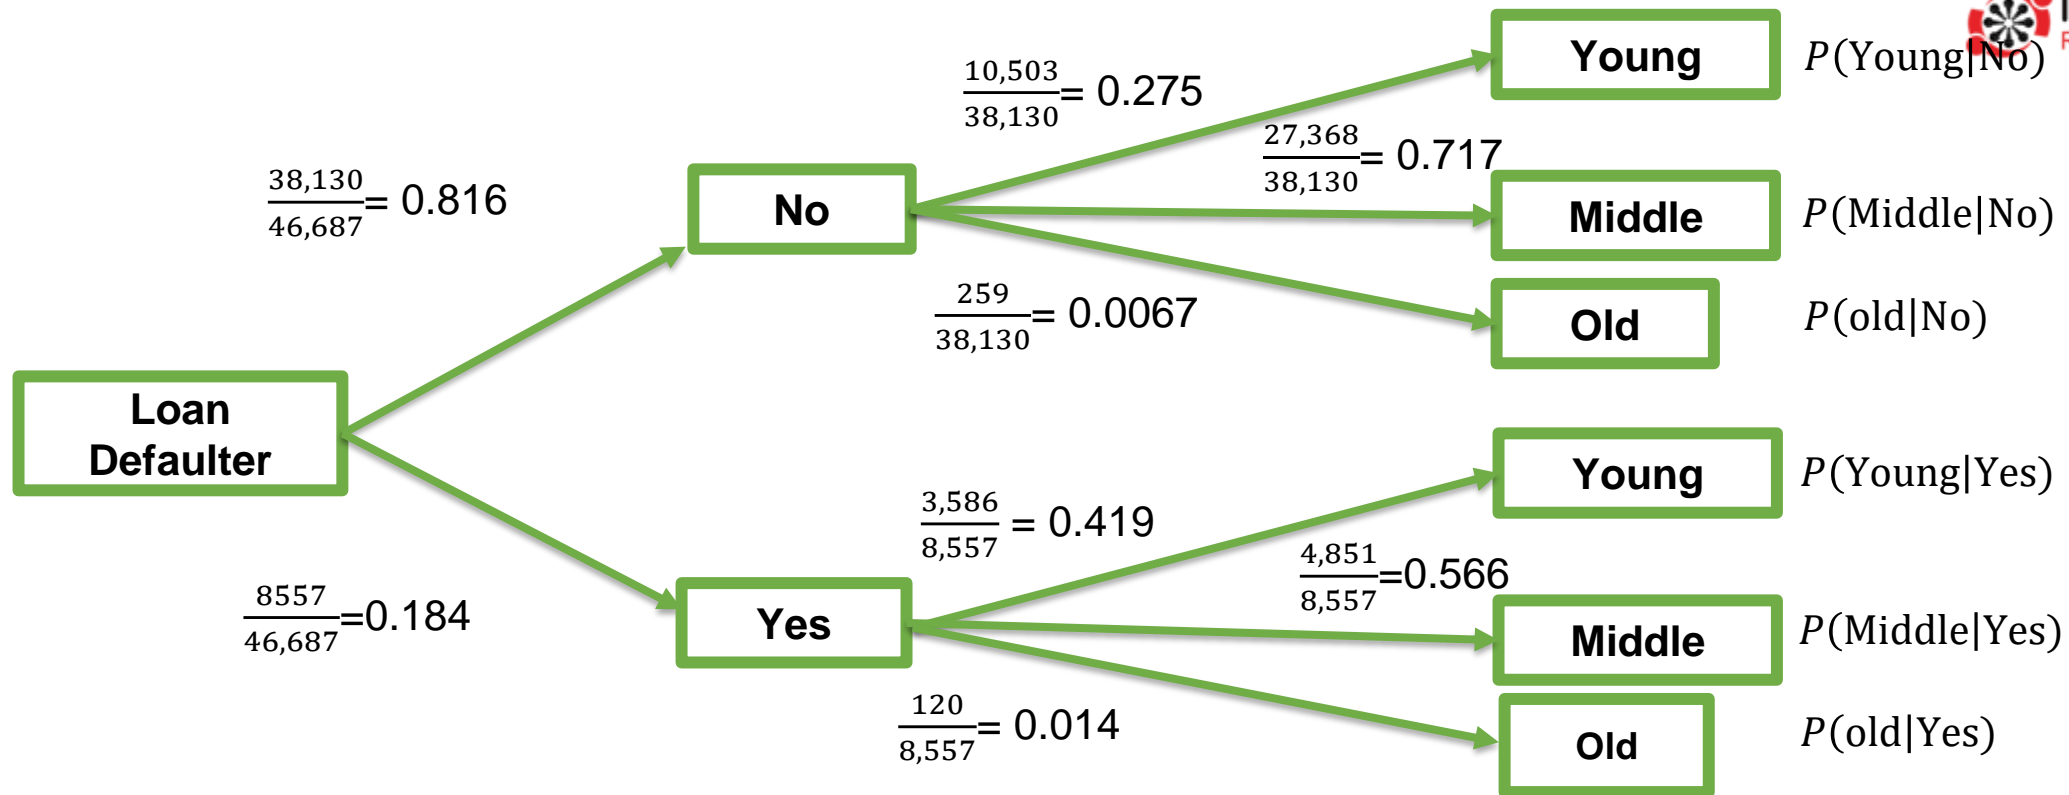 Young
P(Young|No)
10,503
38,130
= 0.275
27,368
38,130
= 0.717
38,130
46,687
= 0.816
No
Middle
P(Middle|No)
259
38,130
= 0.0067
Old
P(old|No)
Loan
Defaulter
Young
P(Young|Yes)
3,586
8,557
= 0.419
4,851
8,557
=0.566
8557
46,687
=0.184
Yes
Middle
P(Middle|Yes)
120
8,557
= 0.014
Old
P(old|Yes)